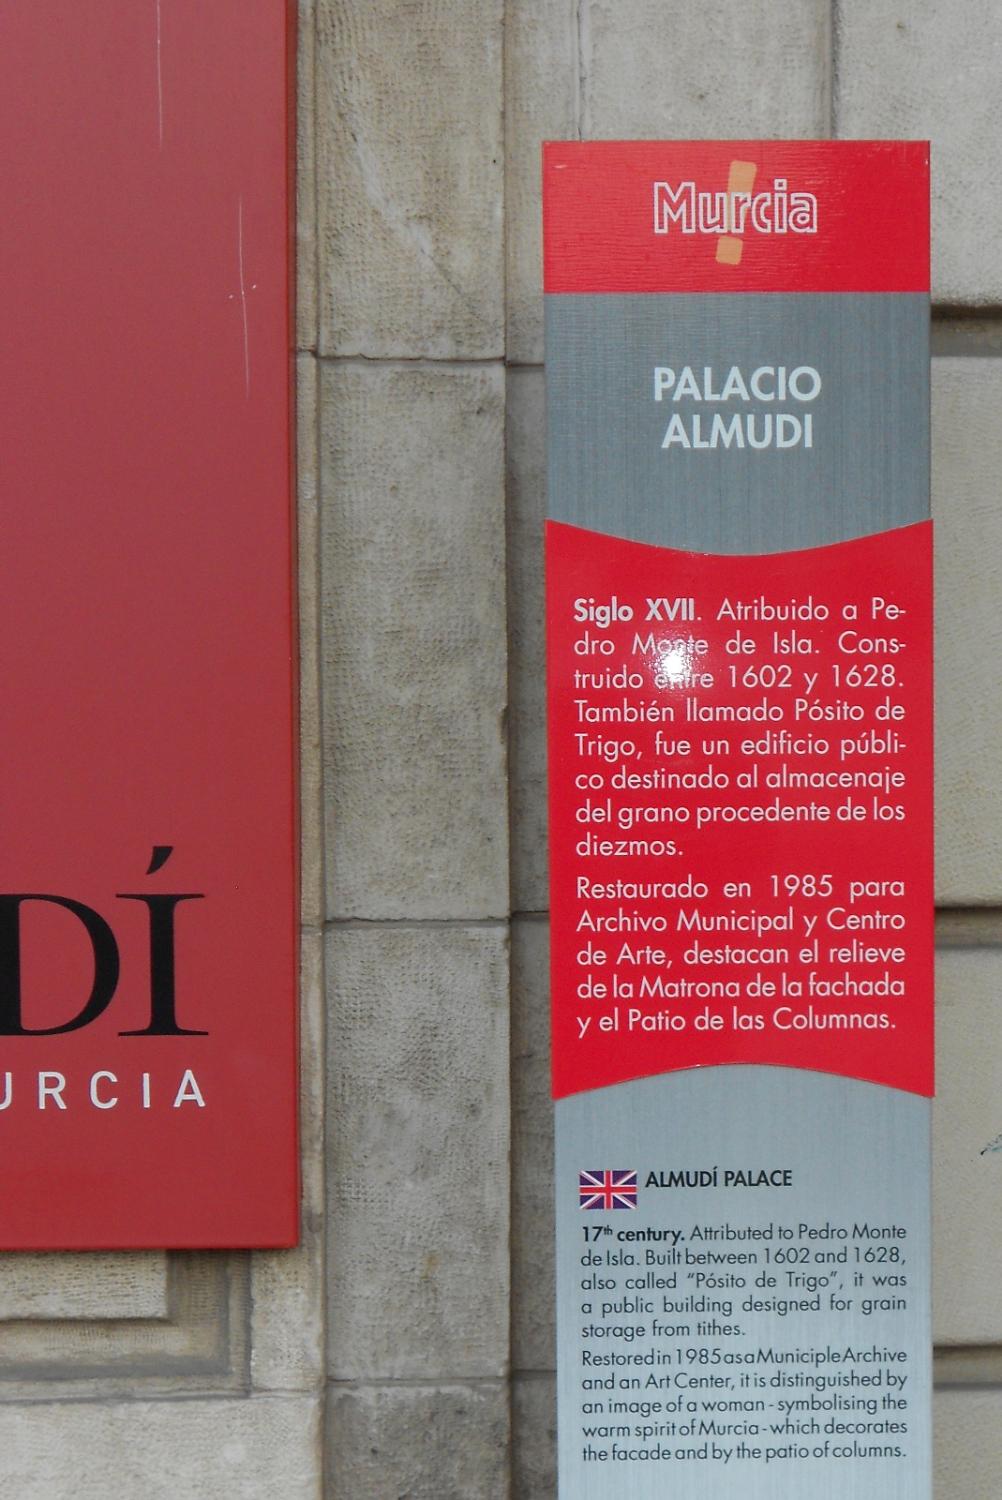 DÍ
URCIA
Murcia
PALACIO
ALMUDI
Siglo XVII. Atribuido a Pe-
dro Monte de Isla. Cons-
truido entre 1602 y 1628.
También llamado Pósito de
Trigo, fue un edificio públi-
co destinado al almacenaje
del grano procedente de los
diezmos.
Restaurado en 1985 para
Archivo Municipal y Centro
de Arte, destacan el relieve
de la Matrona de la fachada
y el Patio de las Columnas.
ALMUDÍ PALACE
17th century. Attributed to Pedro Monte
de Isla. Built between 1602 and 1628,
also called “Pósito de Trigo”, it was
a public building designed for grain
storage from tithes.
Restored in 1985 as a Municiple Archive
and an Art Center, it is distinguished by
an image of a woman - symbolising the
warm spirit of Murcia - which decorates
the facade and by the patio of columns.